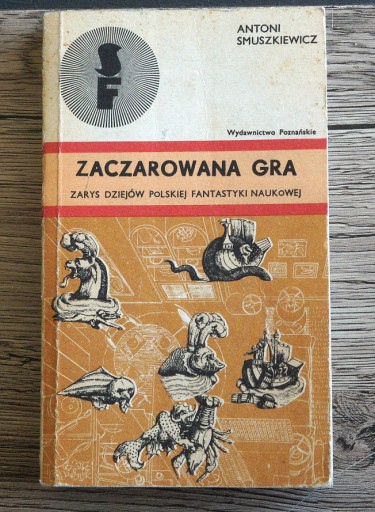 ANTONI
SMUSZKIEWICZ
SF
Wydawnictwo Poznańskie
ZACZAROWANA GRA
ZARYS DZIEJÓW POLSKIEJ FANTASTYKI NAUKOWEJ